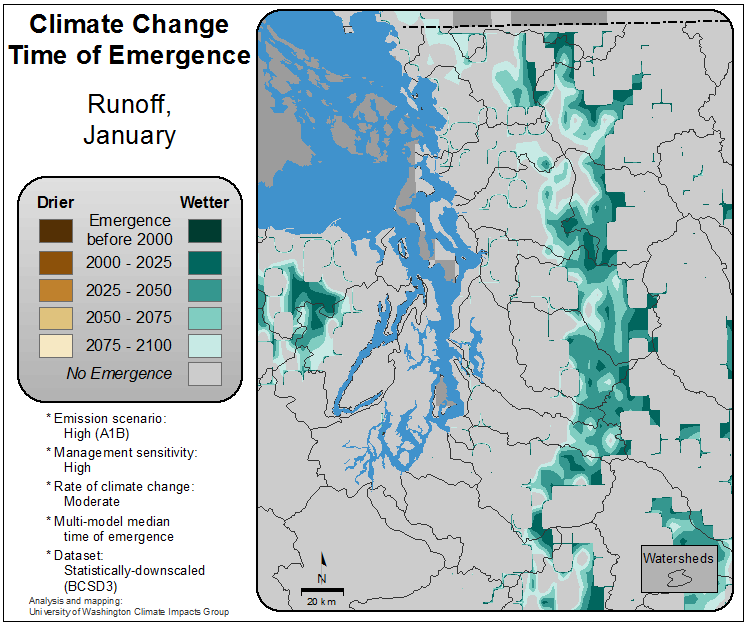 Climate Change
Time of Emergence
Runoff,
January
Drier
Wetter
Emergence
before 2000
2000 - 2025
2025 - 2050
2050 - 2075
2075 - 2100
No Emergence
* Emission scenario:
High (A1B)
* Management sensitivity:
High
* Rate of climate change:
Moderate
* Multi-model median
time of emergence
* Dataset:
Statistically-downscaled
(BCSD3)
Analysis and mapping:
University of Washington Climate Impacts Group
N
20 km
Watersheds